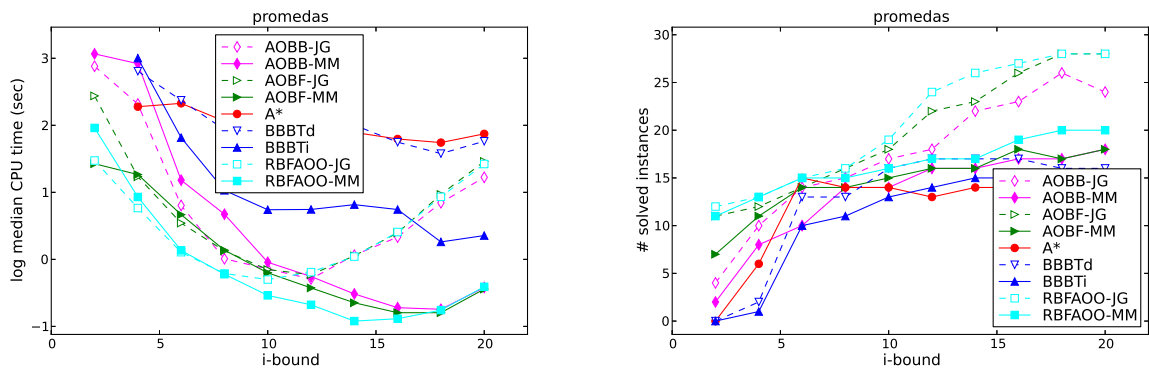 promedas
log median CPU time (sec)
3
2
1
0
−1
0
5
10
15
20
i-bound
AOBB-JG
AOBB-MM
AOBF-JG
AOBF-MM
A*
BBBTd
BBBTi
RBFAOO-JG
RBFAOO-MM
promedas
# solved instances
30
25
20
15
10
5
0
0
5
10
15
20
i-bound
AOBB-JG
AOBB-MM
AOBF-JG
AOBF-MM
A*
BBBTd
BBBTi
RBFAOO-JG
RBFAOO-MM